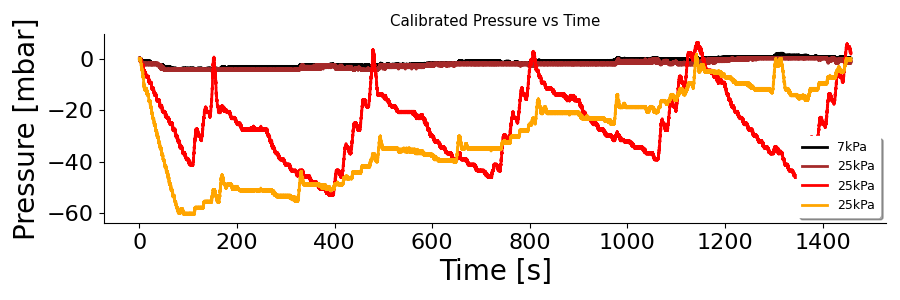 Calibrated Pressure vs Time
Pressure [mbar]
0
−20
−40
−60
7kPa
25kPa
25kPa
25kPa
0 200 400 600 800 1000 1200 1400
Time [s]